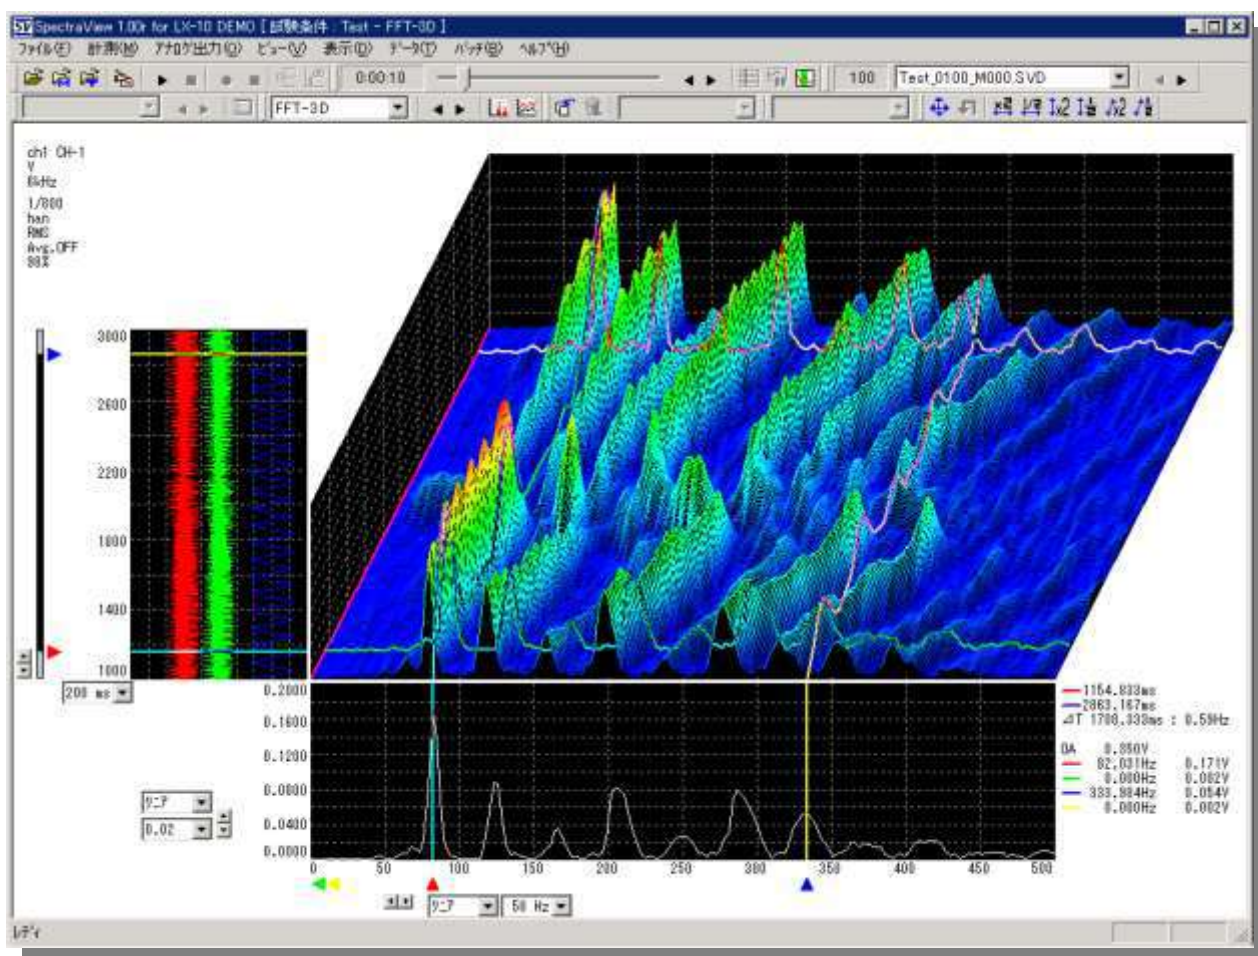 SpectraView 1.00r for LX-10 DEMO [ 試験条件 : Test - FFT-3D ]
ファイル(F) 計測(M) アナログ出力(O) ビュー(V) 表示(D) データ(T) バッチ(B) ヘルプ(H)
0:00:10 100 Test_0100_M000.SVD
FFT-3D
ch1 CH-1
V
1/800
han
RMS
Avg.OFF
98%
3000
2600
2200
1800
1400
1000
200 ms
0.2000
0.1600
0.1200
0.0800
0.0400
0.0000
0 50 100 150 200 250 300 350 400 450 500
リニア
0.02
リニア 50 Hz
1154.833ms
2863.167ms
⊿T 1708.333ms : 0.59Hz
OA 0.350V
82.031Hz 0.171V
0.000Hz 0.002V
333.984Hz 0.054V
0.000Hz 0.002V
レディ